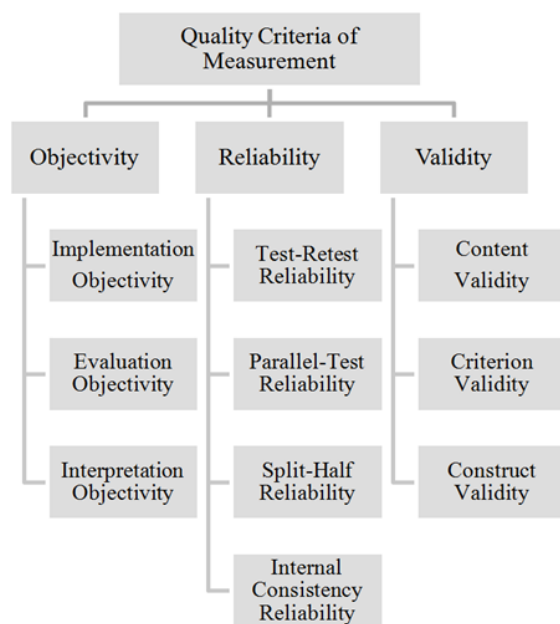 Quality Criteria of
Measurement
Objectivity
Reliability
Validity
Implementation
Objectivity
Evaluation
Objectivity
Interpretation
Objectivity
Test-Retest
Reliability
Parallel-Test
Reliability
Split-Half
Reliability
Internal
Consistency
Reliability
Content
Validity
Criterion
Validity
Construct
Validity